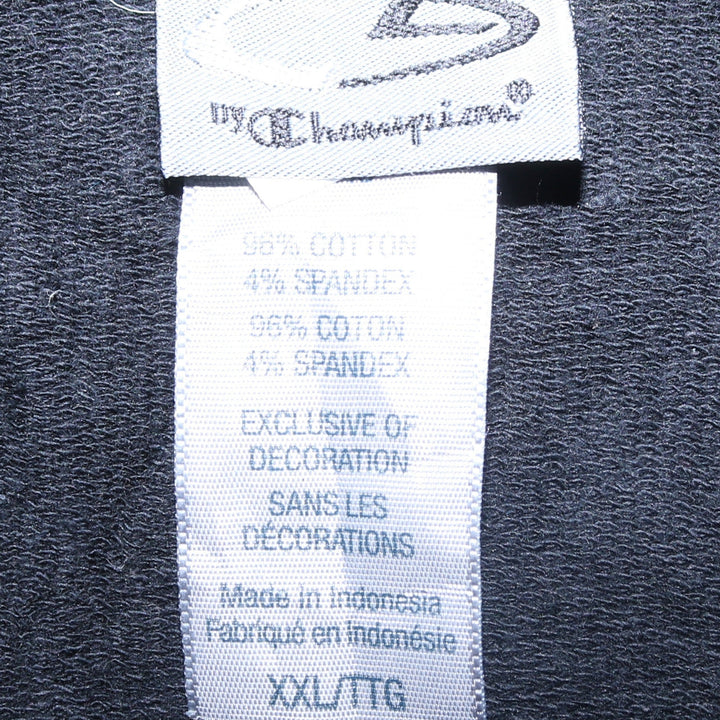 by Champion®
96% COTTON
4% SPANDEX
96% COTON
4% SPANDEX
EXCLUSIVE OF
DECORATION
SANS LES
DÉCORATIONS
Made in Indonesia
Fabriqué en Indonésie
XXL/TTG